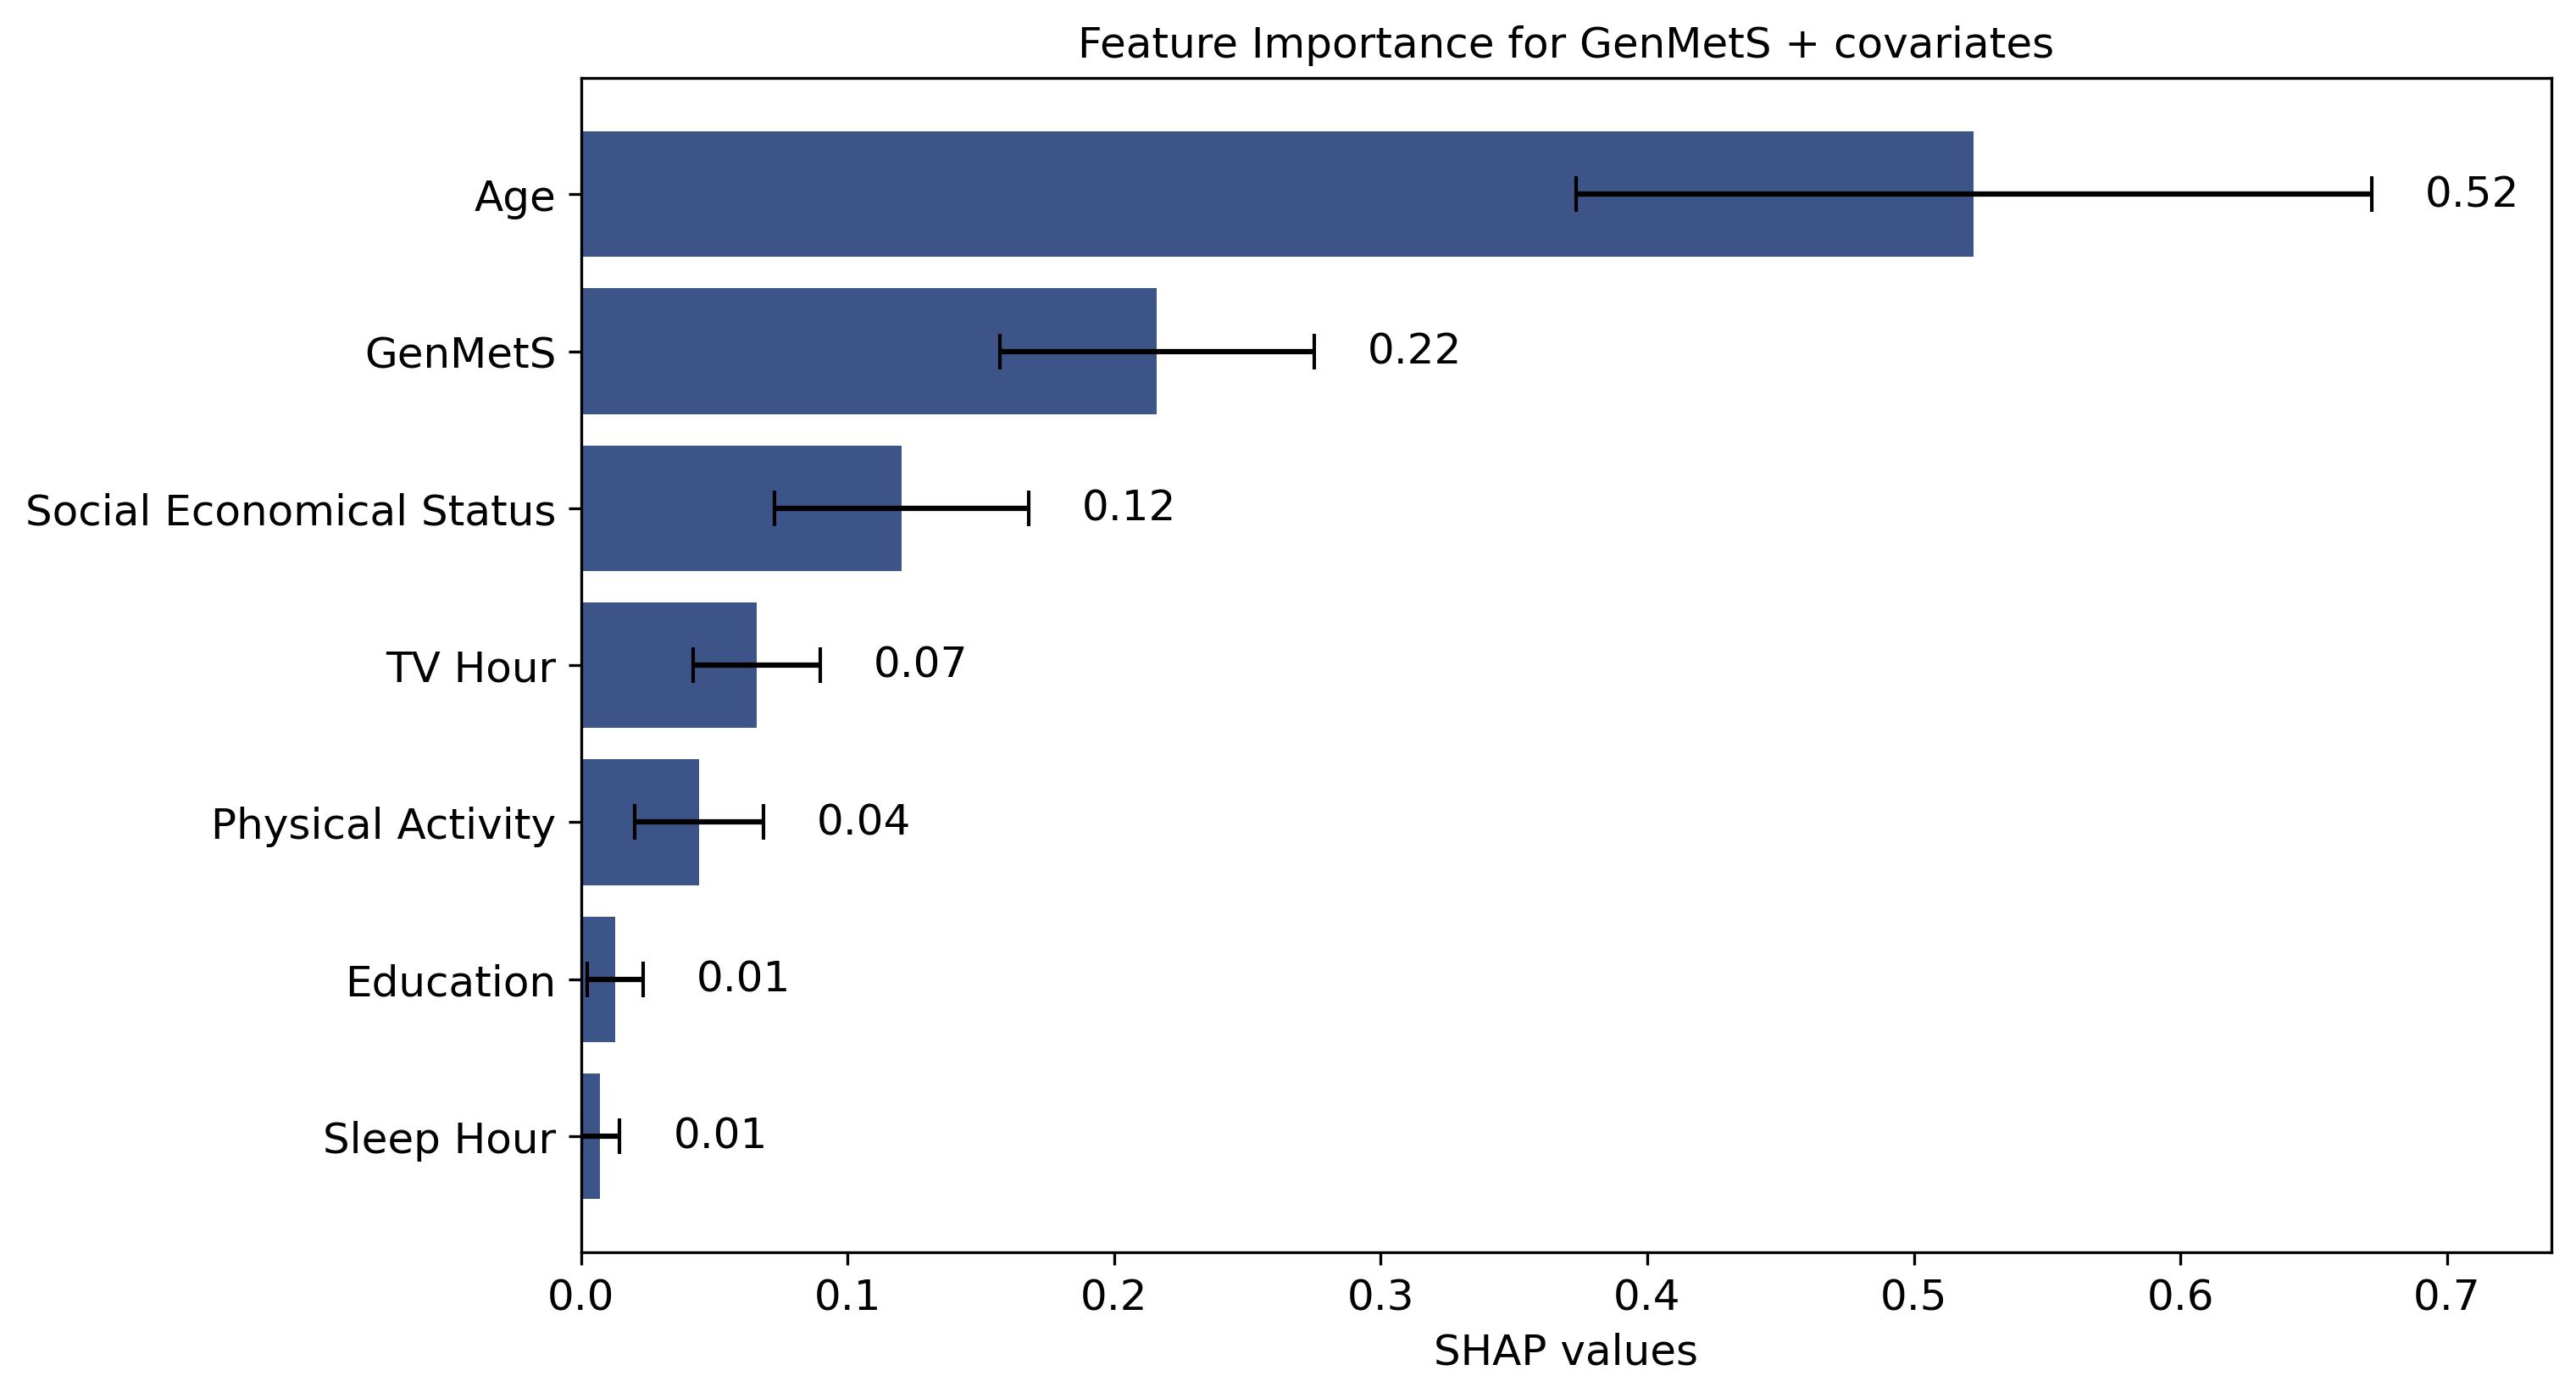 Feature Importance for GenMetS + covariates
Age
0.52
GenMetS
0.22
Social Economical Status
0.12
TV Hour
0.07
Physical Activity
0.04
Education
0.01
Sleep Hour
0.01
0.0 0.1 0.2 0.3 0.4 0.5 0.6 0.7
SHAP values